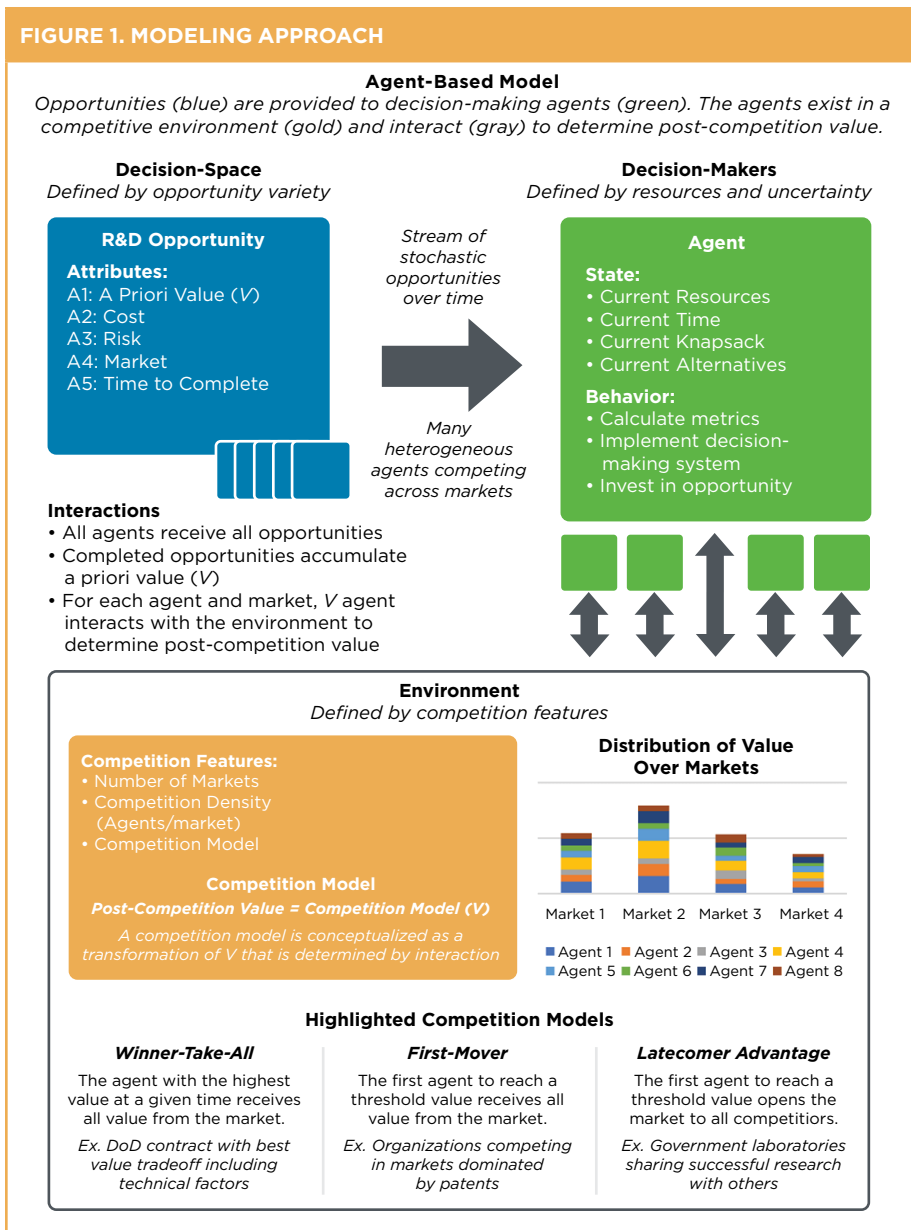 FIGURE 1. MODELING APPROACH
Agent-Based Model
Opportunities (blue) are provided to decision-making agents (green). The agents exist in a
competitive environment (gold) and interact (gray) to determine post-competition value.
Decision-Space
Defined by opportunity variety
R&D Opportunity
Attributes:
A1: A Priori Value (V)
A2: Cost
A3: Risk
A4: Market
A5: Time to Complete
Stream of
stochastic
opportunities
over time
Many
heterogeneous
agents competing
across markets
Decision-Makers
Defined by resources and uncertainty
Agent
State:
• Current Resources
• Current Time
• Current Knapsack
• Current Alternatives
Behavior:
• Calculate metrics
• Implement decision-
making system
• Invest in opportunity
Interactions
• All agents receive all opportunities
• Completed opportunities accumulate
a priori value (V)
• For each agent and market, V agent
interacts with the environment to
determine post-competition value
Environment
Defined by competition features
Competition Features:
• Number of Markets
• Competition Density
(Agents/market)
• Competition Model
Competition Model
Post-Competition Value = Competition Model (V)
A competition model is conceptualized as a
transformation of V that is determined by interaction
Distribution of Value
Over Markets
Market 1 Market 2 Market 3 Market 4
Agent 1 Agent 2 Agent 3 Agent 4
Agent 5 Agent 6 Agent 7 Agent 8
Highlighted Competition Models
Winner-Take-All
The agent with the highest
value at a given time receives
all value from the market.
Ex. DoD contract with best
value tradeoff including
technical factors
First-Mover
The first agent to reach a
threshold value receives all
value from the market.
Ex. Organizations competing
in markets dominated
by patents
Latecomer Advantage
The first agent to reach a
threshold value opens the
market to all competitiors.
Ex. Government laboratories
sharing successful research
with others